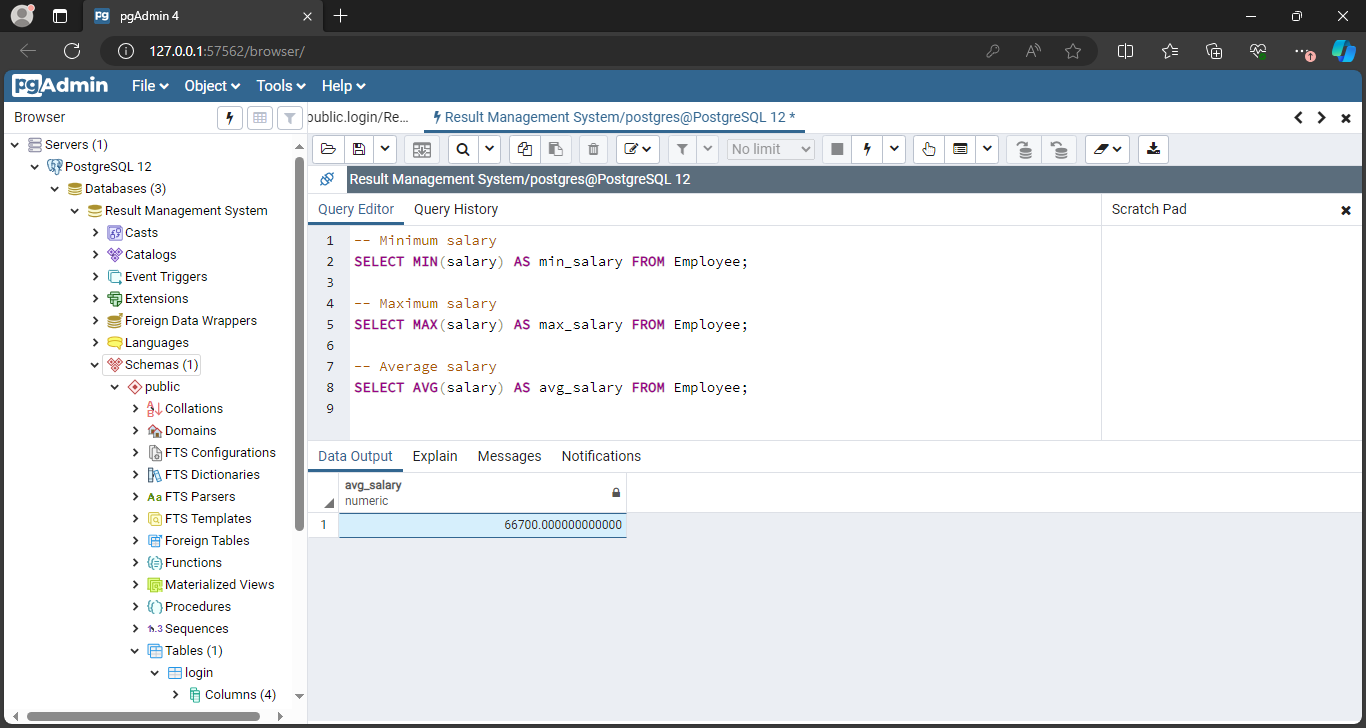 pgAdmin 4
127.0.0.1:57562/browser/
pgAdmin File Object Tools Help
Browser
public.login/Re...
Result Management System/postgres@PostgreSQL 12 *
No limit
Result Management System/postgres@PostgreSQL 12
Servers (1)
PostgreSQL 12
Databases (3)
Result Management System
Casts
Catalogs
Event Triggers
Extensions
Foreign Data Wrappers
Languages
Schemas (1)
public
Collations
Domains
FTS Configurations
FTS Dictionaries
FTS Parsers
FTS Templates
Foreign Tables
Functions
Materialized Views
Procedures
Sequences
Tables (1)
login
Columns (4)
Query Editor Query History
Scratch Pad
1 -- Minimum salary
2 SELECT MIN(salary) AS min_salary FROM Employee;
3
4 -- Maximum salary
5 SELECT MAX(salary) AS max_salary FROM Employee;
6
7 -- Average salary
8 SELECT AVG(salary) AS avg_salary FROM Employee;
9
Data Output Explain Messages Notifications
avg_salary
numeric
1 66700.000000000000